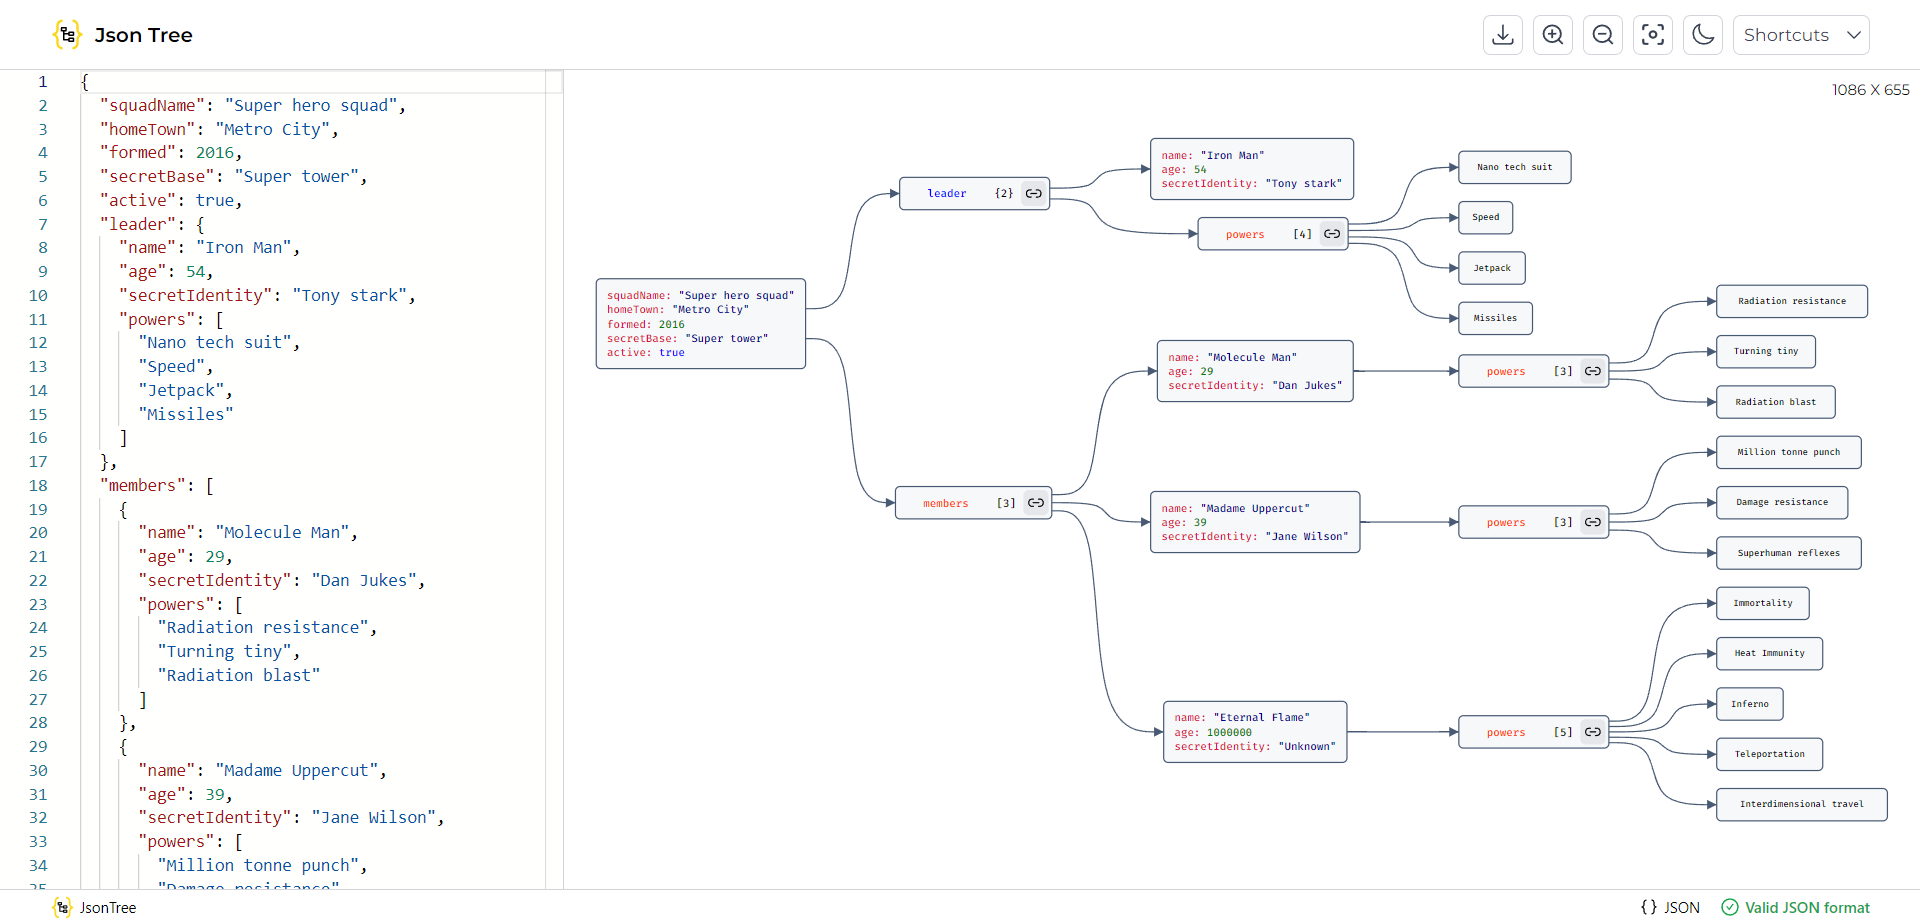 Json Tree
Shortcuts
1 {
2 "squadName": "Super hero squad",
3 "homeTown": "Metro City",
4 "formed": 2016,
5 "secretBase": "Super tower",
6 "active": true,
7 "leader": {
8 "name": "Iron Man",
9 "age": 54,
10 "secretIdentity": "Tony stark",
11 "powers": [
12 "Nano tech suit",
13 "Speed",
14 "Jetpack",
15 "Missiles"
16 ]
17 },
18 "members": [
19 {
20 "name": "Molecule Man",
21 "age": 29,
22 "secretIdentity": "Dan Jukes",
23 "powers": [
24 "Radiation resistance",
25 "Turning tiny",
26 "Radiation blast"
27 ]
28 },
29 {
30 "name": "Madame Uppercut",
31 "age": 39,
32 "secretIdentity": "Jane Wilson",
33 "powers": [
34 "Million tonne punch",
35 "Damage resistance"
1086 X 655
squadName: "Super hero squad"
homeTown: "Metro City"
formed: 2016
secretBase: "Super tower"
active: true
leader {2}
name: "Iron Man"
age: 54
secretIdentity: "Tony stark"
powers [4]
Nano tech suit
Speed
Jetpack
Missiles
members [3]
name: "Molecule Man"
age: 29
secretIdentity: "Dan Jukes"
powers [3]
Radiation resistance
Turning tiny
Radiation blast
name: "Madame Uppercut"
age: 39
secretIdentity: "Jane Wilson"
powers [3]
Million tonne punch
Damage resistance
Superhuman reflexes
name: "Eternal Flame"
age: 1000000
secretIdentity: "Unknown"
powers [5]
Immortality
Heat Immunity
Inferno
Teleportation
Interdimensional travel
JsonTree
{} JSON
Valid JSON format